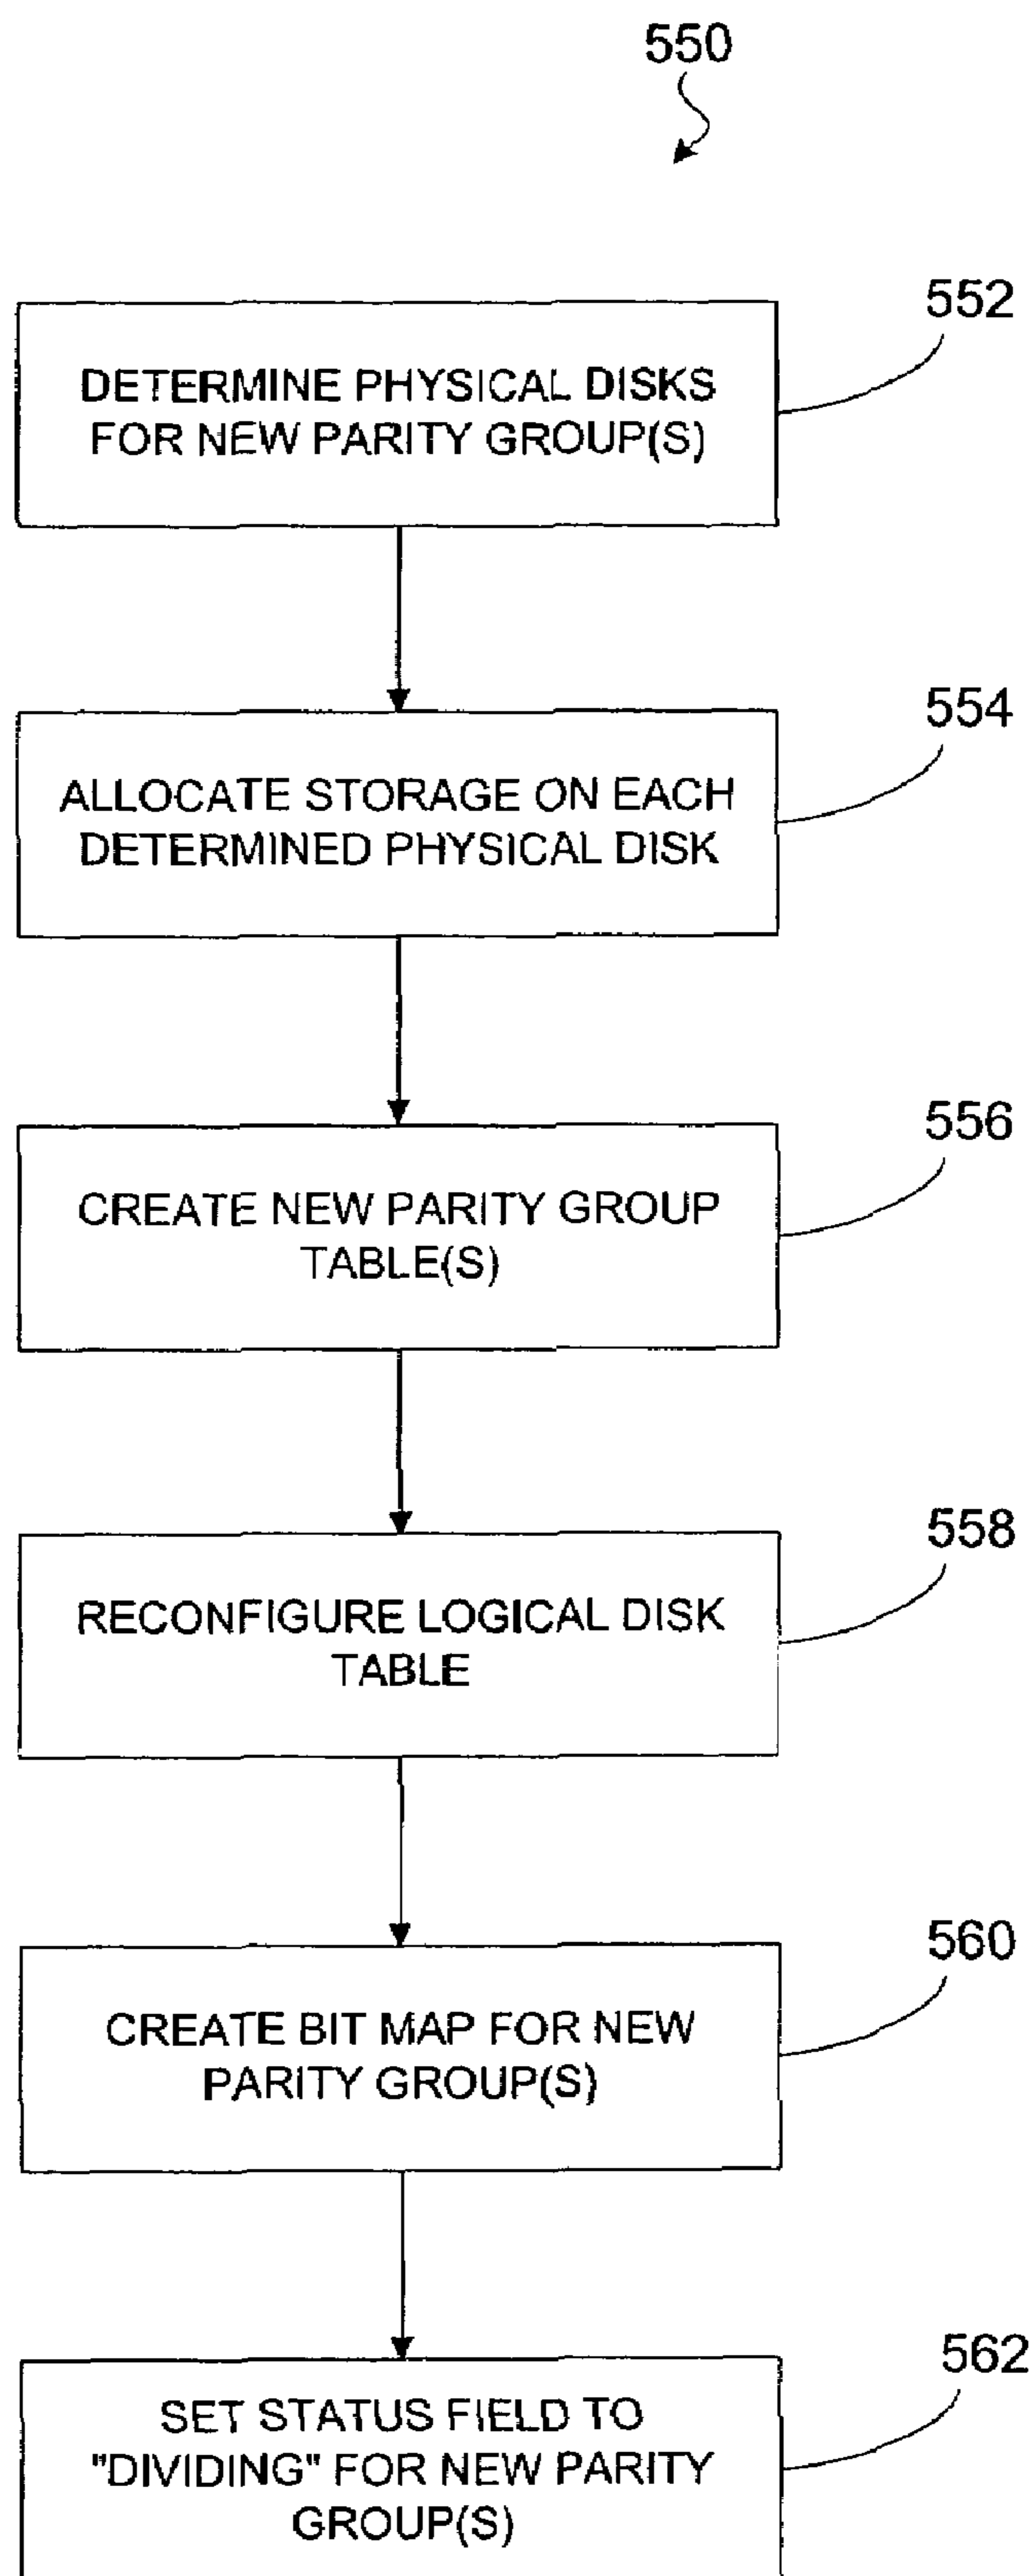 550
552
DETERMINE PHYSICAL DISKS
FOR NEW PARITY GROUP(S)
554
ALLOCATE STORAGE ON EACH
DETERMINED PHYSICAL DISK
556
CREATE NEW PARITY GROUP
TABLE(S)
558
RECONFIGURE LOGICAL DISK
TABLE
560
CREATE BIT MAP FOR NEW
PARITY GROUP(S)
562
SET STATUS FIELD TO
"DIVIDING" FOR NEW PARITY
GROUP(S)